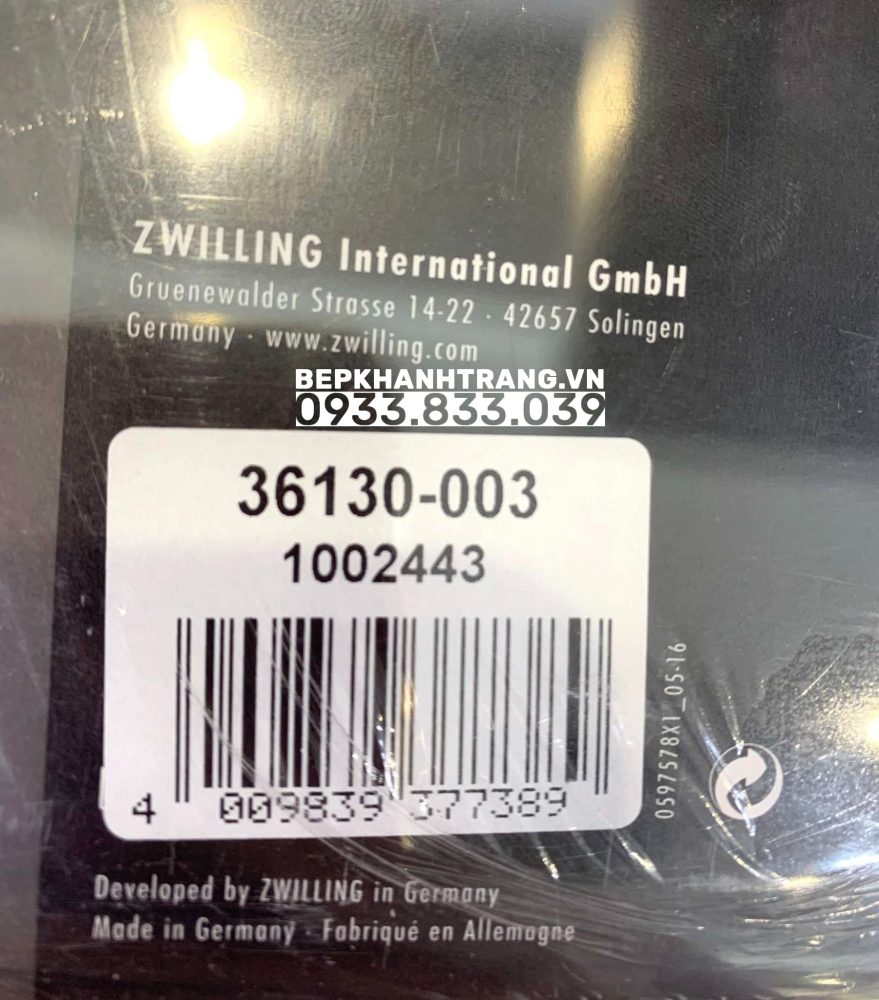 ZWILLING International GmbH
Gruenewalder Strasse 14-22 · 42657 Solingen
Germany · www.zwilling.com
BEPKHANHTRANG.VN
0933.833.039
36130-003
1002443
4 009839 377389
0597578X1_05-16
Developed by ZWILLING in Germany
Made in Germany · Fabriqué en Allemagne